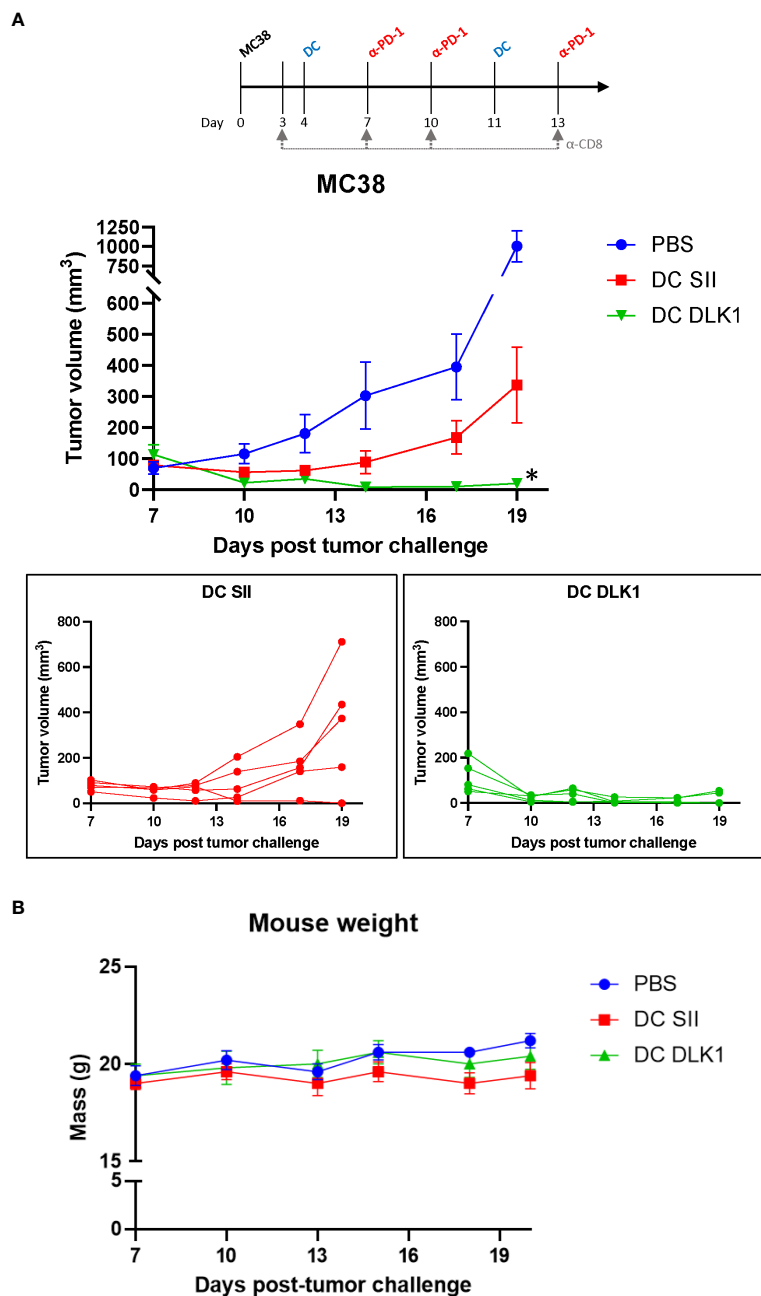 A
MC38
DC
α-PD-1
α-PD-1
DC
α-PD-1
Day
0
3
4
7
10
11
13
α-CD8
MC38
Tumor volume (mm³)
1250
1000
750
600
400
300
200
100
0
7
10
13
16
19
*
Days post tumor challenge
PBS
DC SII
DC DLK1
DC SII
Tumor volume (mm³)
800
600
400
200
0
7
10
13
16
19
Days post tumor challenge
DC DLK1
Tumor volume (mm³)
800
600
400
200
0
7
10
13
16
19
Days post tumor challenge
B
Mouse weight
Mass (g)
25
20
15
5
0
7
10
13
16
19
Days post-tumor challenge
PBS
DC SII
DC DLK1